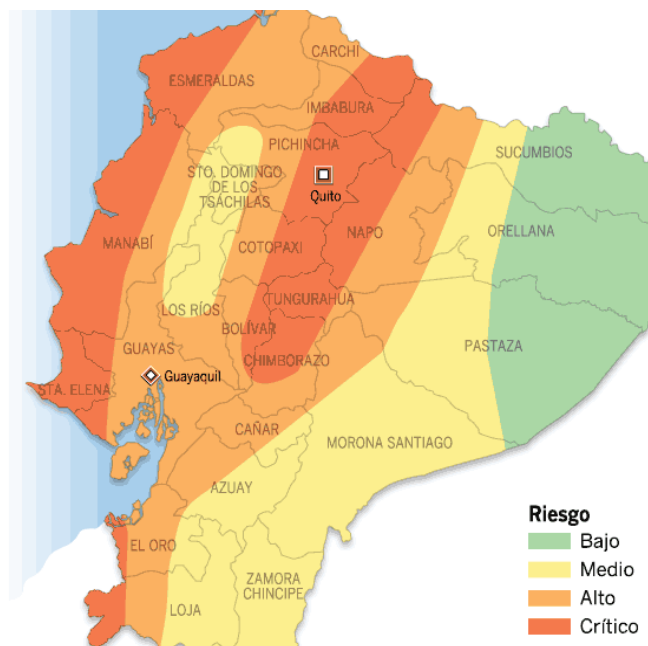 CARCHI
ESMERALDAS
IMBABURA
PICHINCHA
SUCUMBIOS
STO. DOMINGO
DE LOS
TSÁCHILAS
Quito
ORELLANA
NAPO
MANABÍ
COTOPAXI
TUNGURAHUA
LOS RÍOS
BOLÍVAR
GUAYAS
PASTAZA
CHIMBORAZO
Guayaquil
STA. ELENA
CAÑAR
MORONA SANTIAGO
AZUAY
EL ORO
ZAMORA
CHINCIPE
LOJA
Riesgo
Bajo
Medio
Alto
Crítico